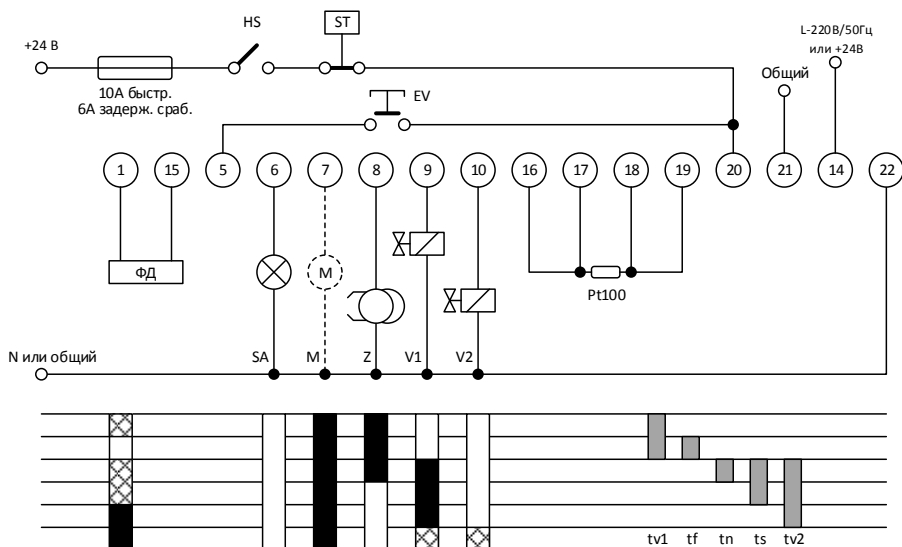 HS
ST
L-220В/50Гц
или +24В
+24 В
Общий
10А быстр.
6А задерж. сраб.
EV
1 15 5 6 7 8 9 10 16 17 18 19 20 21 14 22
ФД
М
Pt100
N или общий
SA M Z V1 V2
tv1 tf tn ts tv2